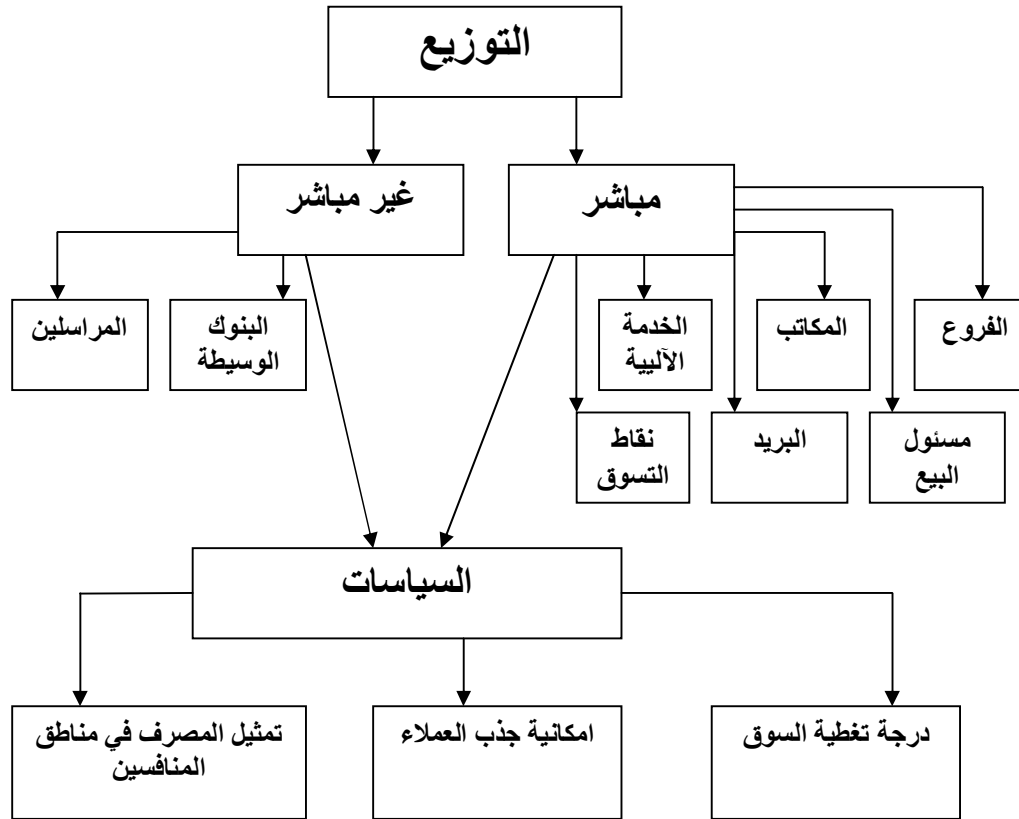 التوزيع
مباشر
غير مباشر
الفروع
المكاتب
الخدمة
الآليية
البنوك
الوسيطة
المراسلين
مسئول
البيع
البريد
نقاط
التسوق
السياسات
درجة تغطية السوق
امكانية جذب العملاء
تمثيل المصرف في مناطق
المنافسين